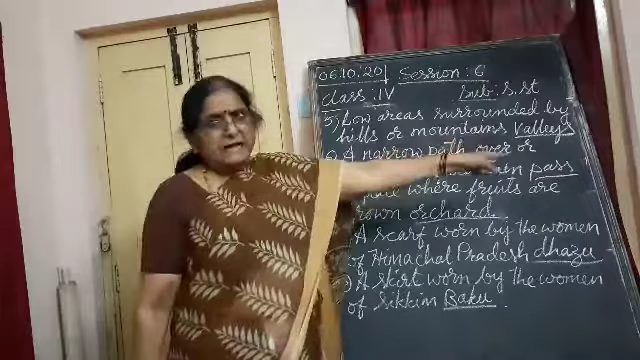 06.10.20 Session : 6
Class : IV Sub : S.St
5) Low areas surrounded by
hills or mountains valleys
A narrow path over or
pass
where fruits are
orchard
A scarf worn by the women
of Himachal Pradesh dhazu
A skirt worn by the women
of Sikkim Baku